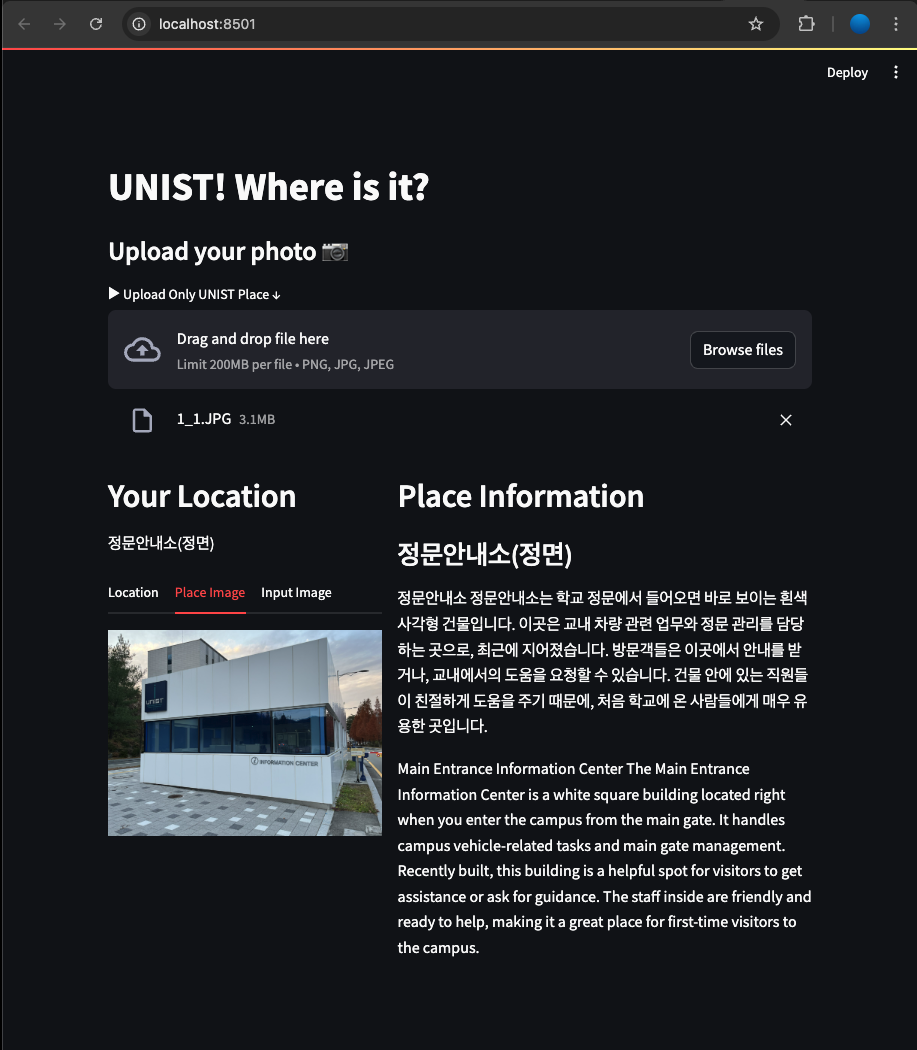 localhost:8501
Deploy
UNIST! Where is it?
Upload your photo 📷
▶ Upload Only UNIST Place ↓
Drag and drop file here
Limit 200MB per file • PNG, JPG, JPEG
Browse files
1_1.JPG 3.1MB
Your Location
정문안내소(정면)
Location Place Image Input Image
UNIST
i INFORMATION CENTER
Place Information
정문안내소(정면)
정문안내소 정문안내소는 학교 정문에서 들어오면 바로 보이는 흰색
사각형 건물입니다. 이곳은 교내 차량 관련 업무와 정문 관리를 담당
하는 곳으로, 최근에 지어졌습니다. 방문객들은 이곳에서 안내를 받
거나, 교내에서의 도움을 요청할 수 있습니다. 건물 안에 있는 직원들
이 친절하게 도움을 주기 때문에, 처음 학교에 온 사람들에게 매우 유
용한 곳입니다.
Main Entrance Information Center The Main Entrance
Information Center is a white square building located right
when you enter the campus from the main gate. It handles
campus vehicle-related tasks and main gate management.
Recently built, this building is a helpful spot for visitors to get
assistance or ask for guidance. The staff inside are friendly and
ready to help, making it a great place for first-time visitors to
the campus.